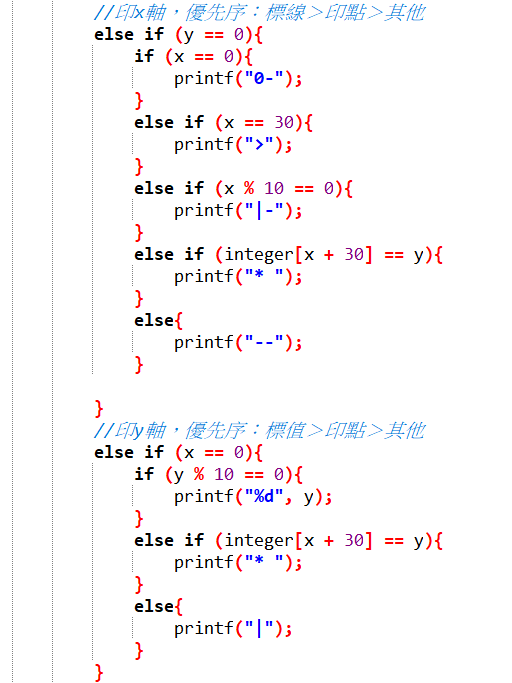 //印x軸，優先序：標線＞印點＞其他
else if (y == 0){
if (x == 0){
printf("0-");
}
else if (x == 30){
printf(">");
}
else if (x % 10 == 0){
printf("|-");
}
else if (integer[x + 30] == y){
printf("* ");
}
else{
printf("--");
}
}
//印y軸，優先序：標值＞印點＞其他
else if (x == 0){
if (y % 10 == 0){
printf("%d", y);
}
else if (integer[x + 30] == y){
printf("* ");
}
else{
printf("|");
}
}